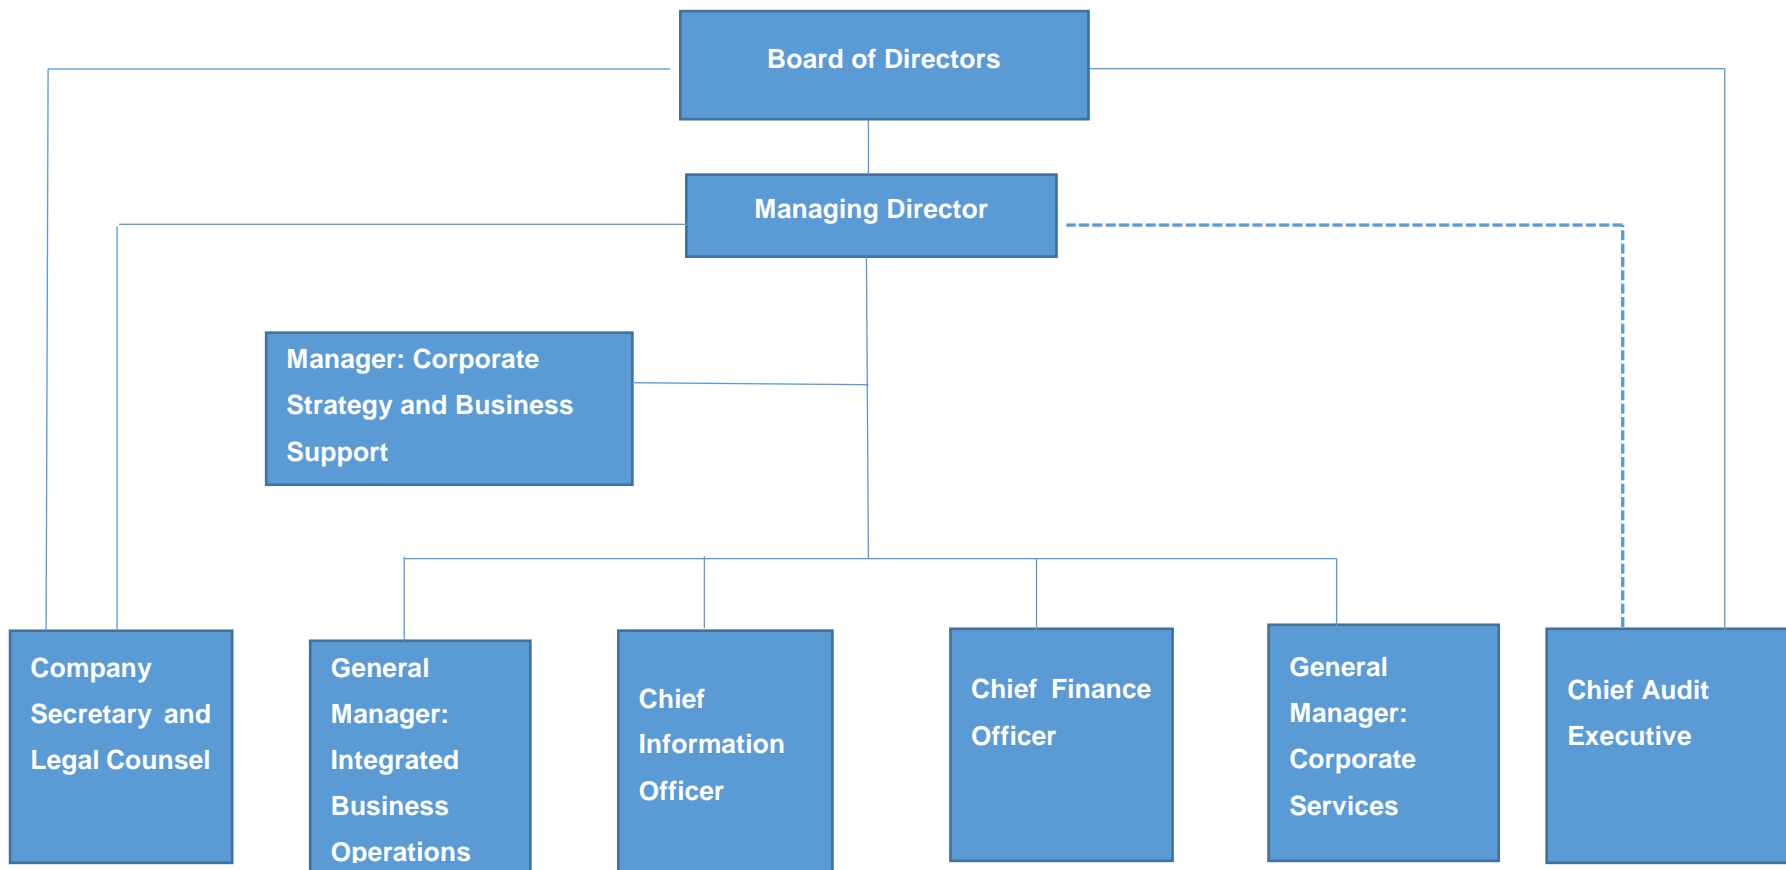 Board of Directors
Managing Director
Manager: Corporate
Strategy and Business
Support
Company
Secretary and
Legal Counsel
General
Manager:
Integrated
Business
Operations
Chief
Information
Officer
Chief Finance
Officer
General
Manager:
Corporate
Services
Chief Audit
Executive